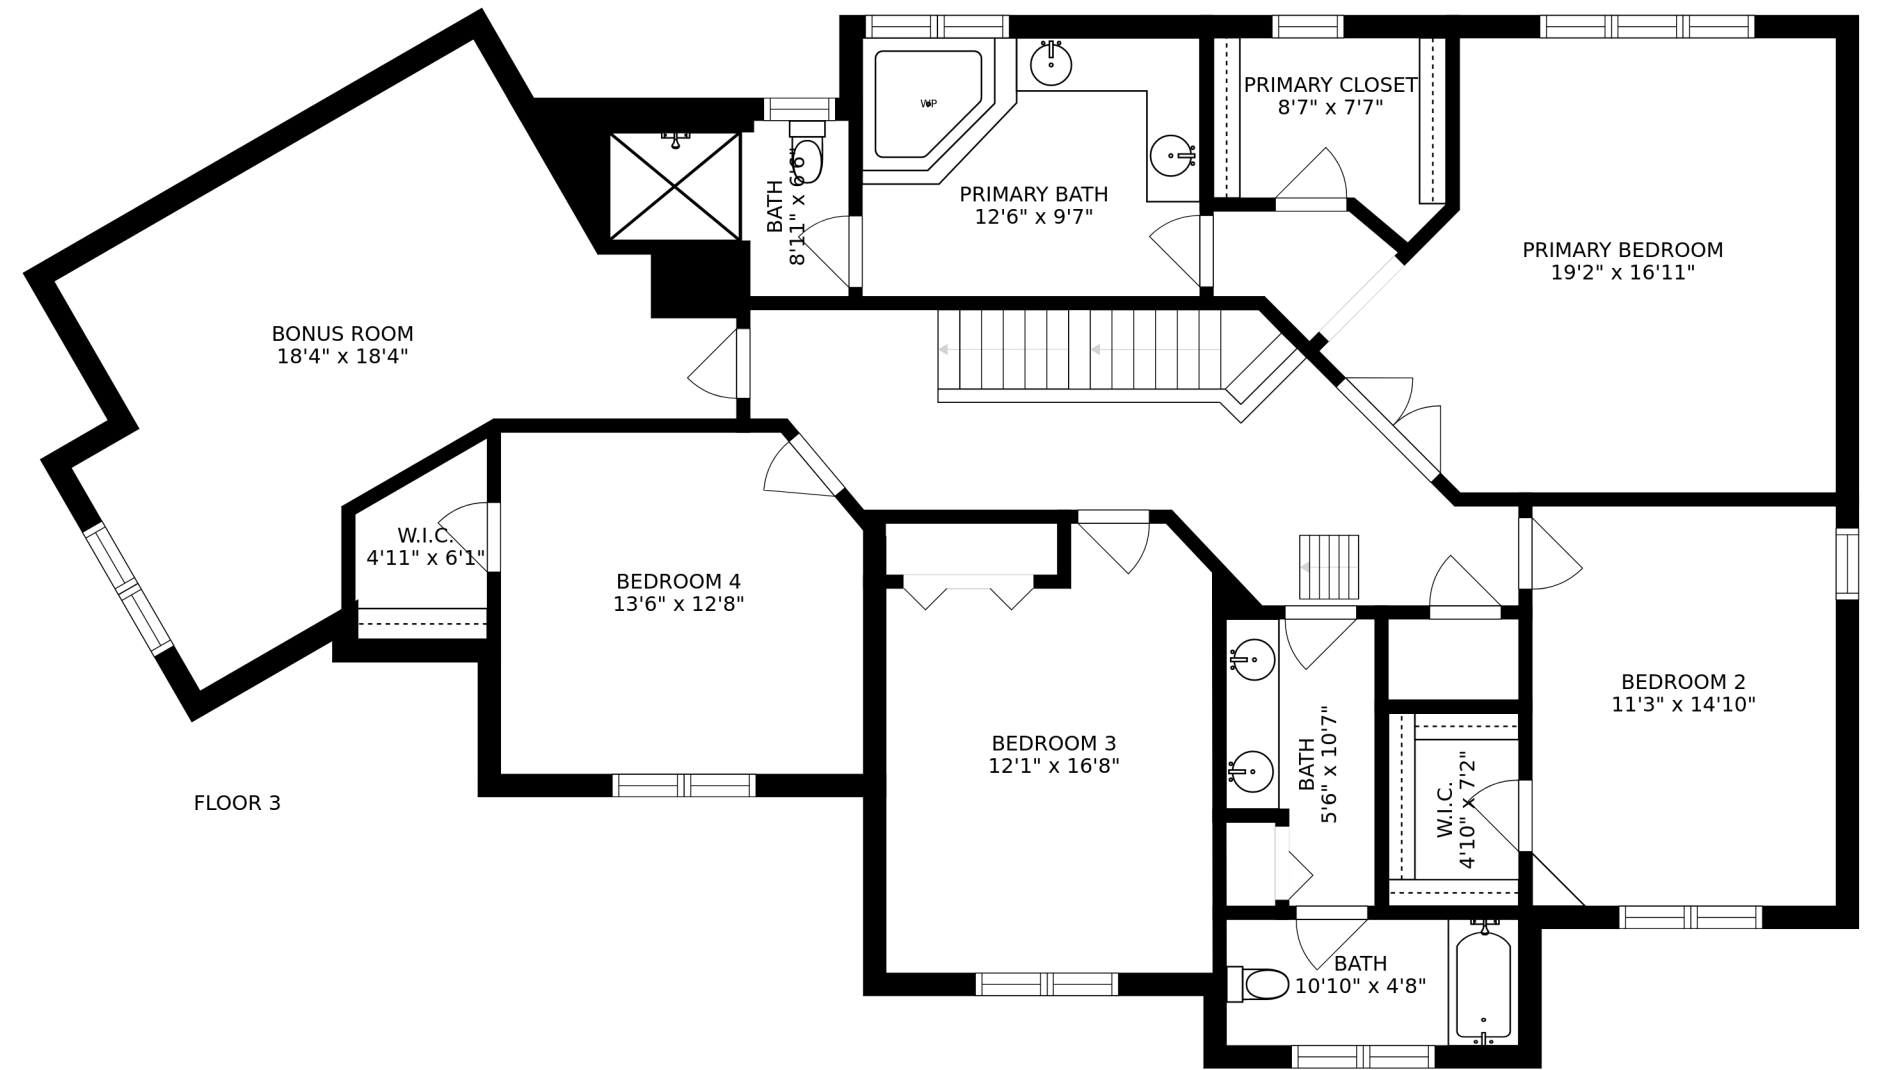 PRIMARY CLOSET
8'7" x 7'7"
WP
BATH
8'11" x 6'6"
PRIMARY BATH
12'6" x 9'7"
PRIMARY BEDROOM
19'2" x 16'11"
BONUS ROOM
18'4" x 18'4"
W.I.C.
4'11" x 6'1"
BEDROOM 4
13'6" x 12'8"
BEDROOM 3
12'1" x 16'8"
BATH
5'6" x 10'7"
W.I.C.
4'10" x 7'2"
BEDROOM 2
11'3" x 14'10"
FLOOR 3
BATH
10'10" x 4'8"